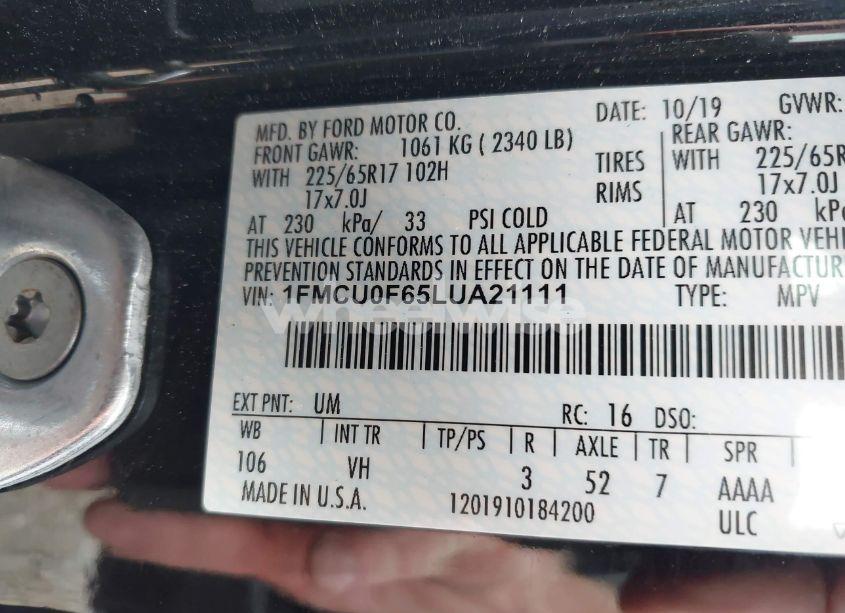 MFD. BY FORD MOTOR CO. DATE: 10/19 GVWR:
FRONT GAWR: 1061 KG ( 2340 LB) REAR GAWR:
WITH 225/65R17 102H TIRES WITH 225/65R
17x7.0J RIMS 17x7.0J
AT 230 kPa/ 33 PSI COLD AT 230 kPa
THIS VEHICLE CONFORMS TO ALL APPLICABLE FEDERAL MOTOR VEHI
PREVENTION STANDARDS IN EFFECT ON THE DATE OF MANUFACTUR
VIN: 1FMCU0F65LUA21111 TYPE: MPV
wheelwise
EXT PNT: UM RC: 16 DSO:
WB INT TR TP/PS R AXLE TR SPR
106 VH 3 52 7 AAAA
MADE IN U.S.A. 1201910184200 ULC